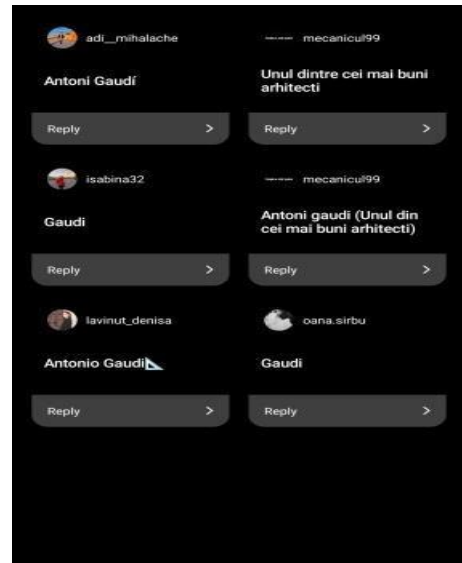 adi__mihalache
mecanicul99
Antoni Gaudí
Unul dintre cei mai buni
arhitecti
Reply >
Reply >
isabina32
mecanicul99
Gaudi
Antoni gaudi (Unul din
cei mai buni arhitecti)
Reply >
Reply >
lavinut_denisa
oana.sirbu
Antonio Gaudi📐
Gaudi
Reply >
Reply >